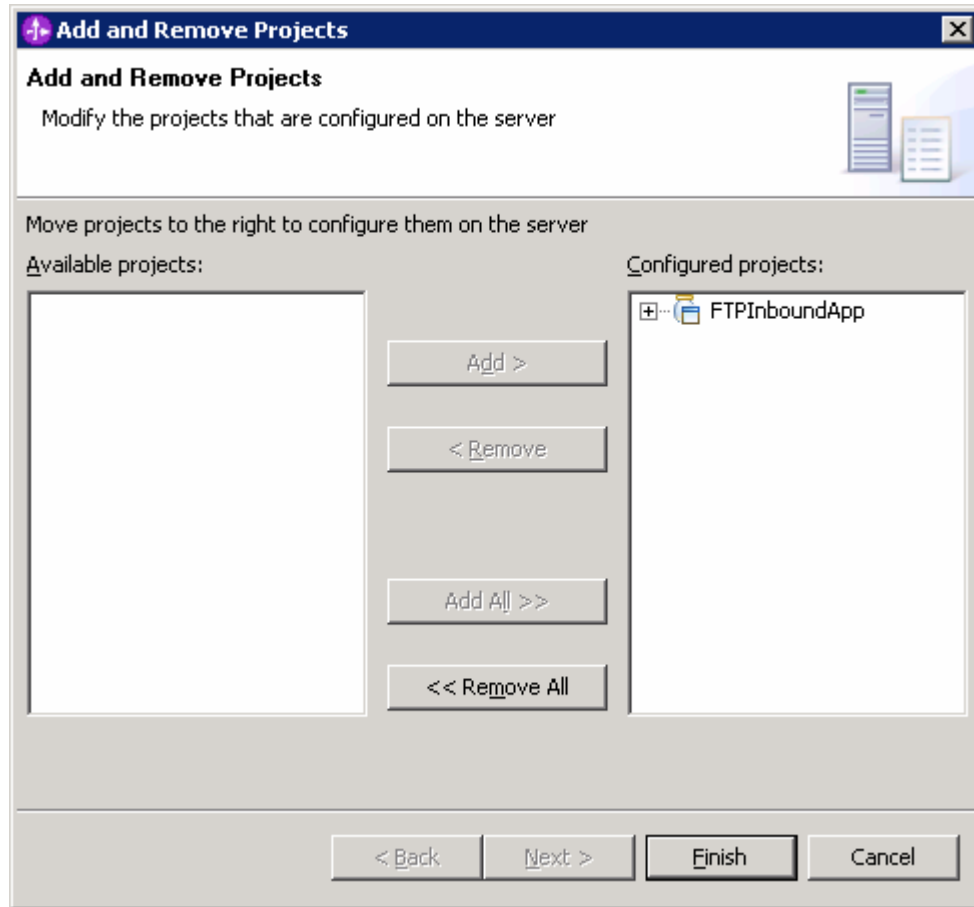 Add and Remove Projects
Add and Remove Projects
Modify the projects that are configured on the server
Move projects to the right to configure them on the server
Available projects:
Configured projects:
FTPInboundApp
Add >
< Remove
Add All >>
<< Remove All
< Back
Next >
Finish
Cancel